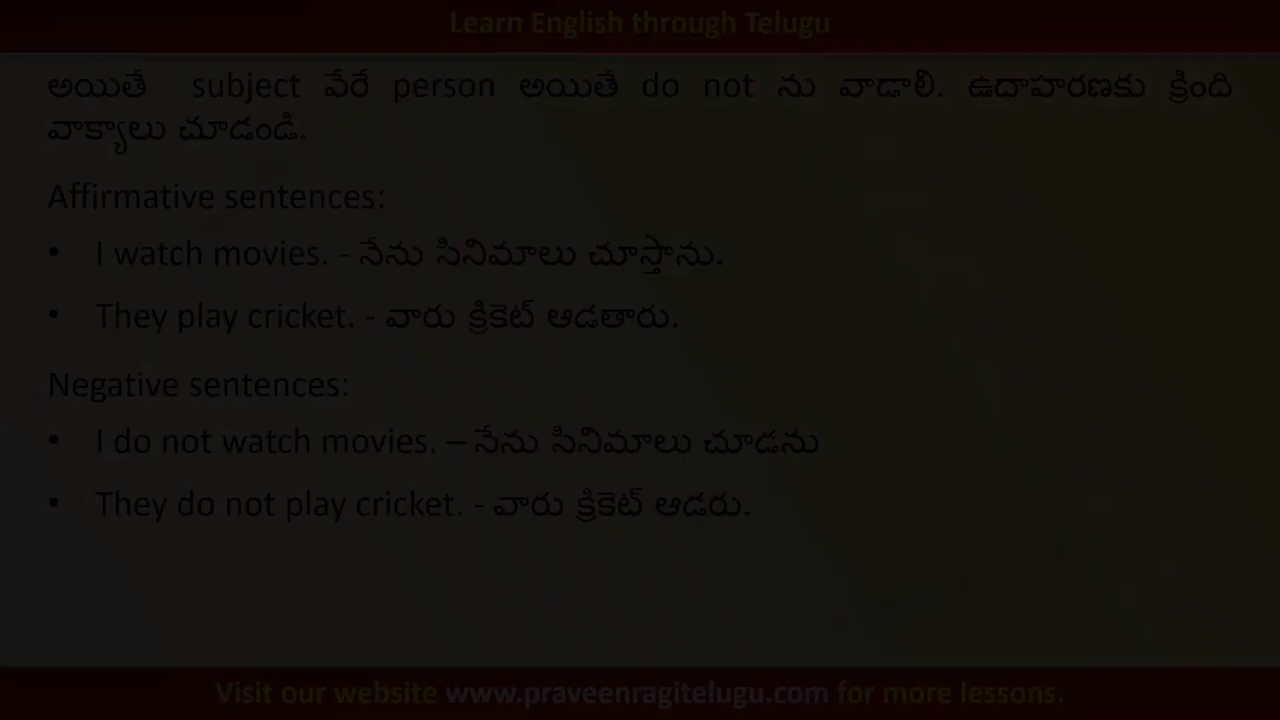 Learn English through Telugu
అయితే subject వేరే person అయితే do not ను వాడాలి. ఉదాహరణకు క్రింది
వాక్యాలు చూడండి.
Affirmative sentences:
• I watch movies. - నేను సినిమాలు చూస్తాను.
• They play cricket. - వారు క్రికెట్ ఆడతారు.
Negative sentences:
• I do not watch movies. – నేను సినిమాలు చూడను
• They do not play cricket. - వారు క్రికెట్ ఆడరు.
Visit our website www.praveenragitelugu.com for more lessons.